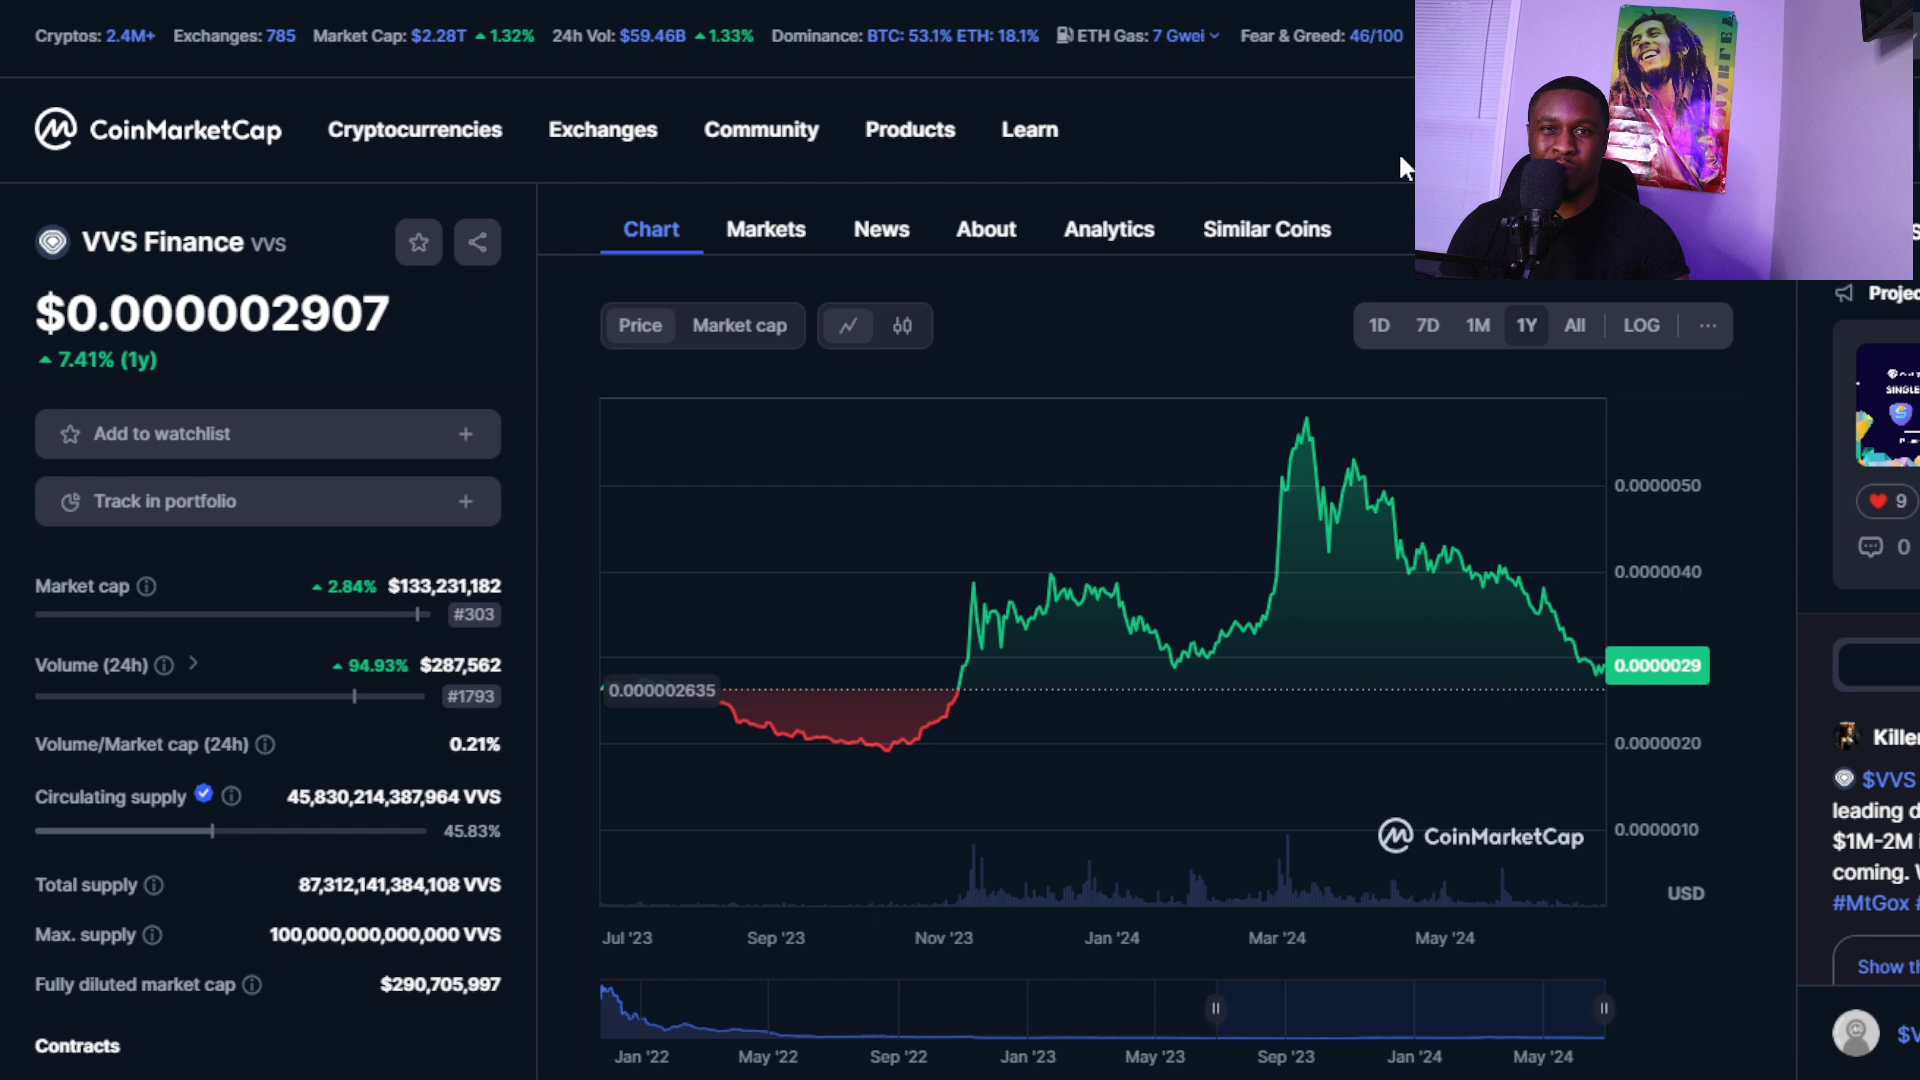 Cryptos: 2.4M+ Exchanges: 785 Market Cap: $2.28T 1.32% 24h Vol: $59.46B 1.33% Dominance: BTC: 53.1% ETH: 18.1% ETH Gas: 7 Gwei Fear & Greed: 46/100
CoinMarketCap Cryptocurrencies Exchanges Community Products Learn
VVS Finance VVS
$0.000002907
7.41% (1y)
Add to watchlist +
Track in portfolio +
Market cap 2.84% $133,231,182
#303
Volume (24h) 94.93% $287,562
#1793
Volume/Market cap (24h) 0.21%
Circulating supply 45,830,214,387,964 VVS
45.83%
Total supply 87,312,141,384,108 VVS
Max. supply 100,000,000,000,000 VVS
Fully diluted market cap $290,705,997
Contracts
Chart Markets News About Analytics Similar Coins
Price Market cap
1D 7D 1M 1Y All LOG ...
0.0000050
0.0000040
0.0000029
0.000002635
0.0000020
0.0000010
CoinMarketCap
USD
Jul '23 Sep '23 Nov '23 Jan '24 Mar '24 May '24
Jan '22 May '22 Sep '22 Jan '23 May '23 Sep '23 Jan '24 May '24
Projec
SINGLE
9
0
Killer
$VVS
leading d
$1M-2M i
coming. W
#MtGox #
Show th
$V